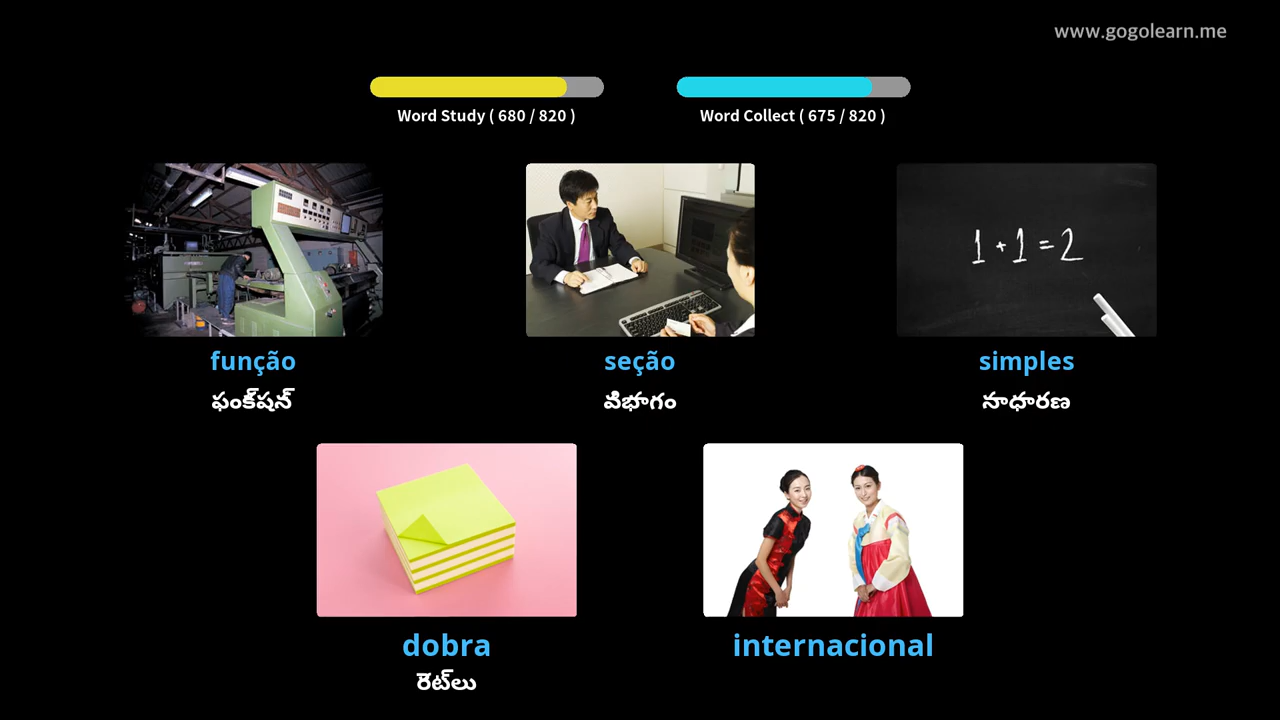 www.gogolearn.me
Word Study ( 680 / 820 )
Word Collect ( 675 / 820 )
1 + 1 = 2
função
seção
simples
ఫంక్షన్
విభాగం
సాధారణ
dobra
internacional
రెట్లు